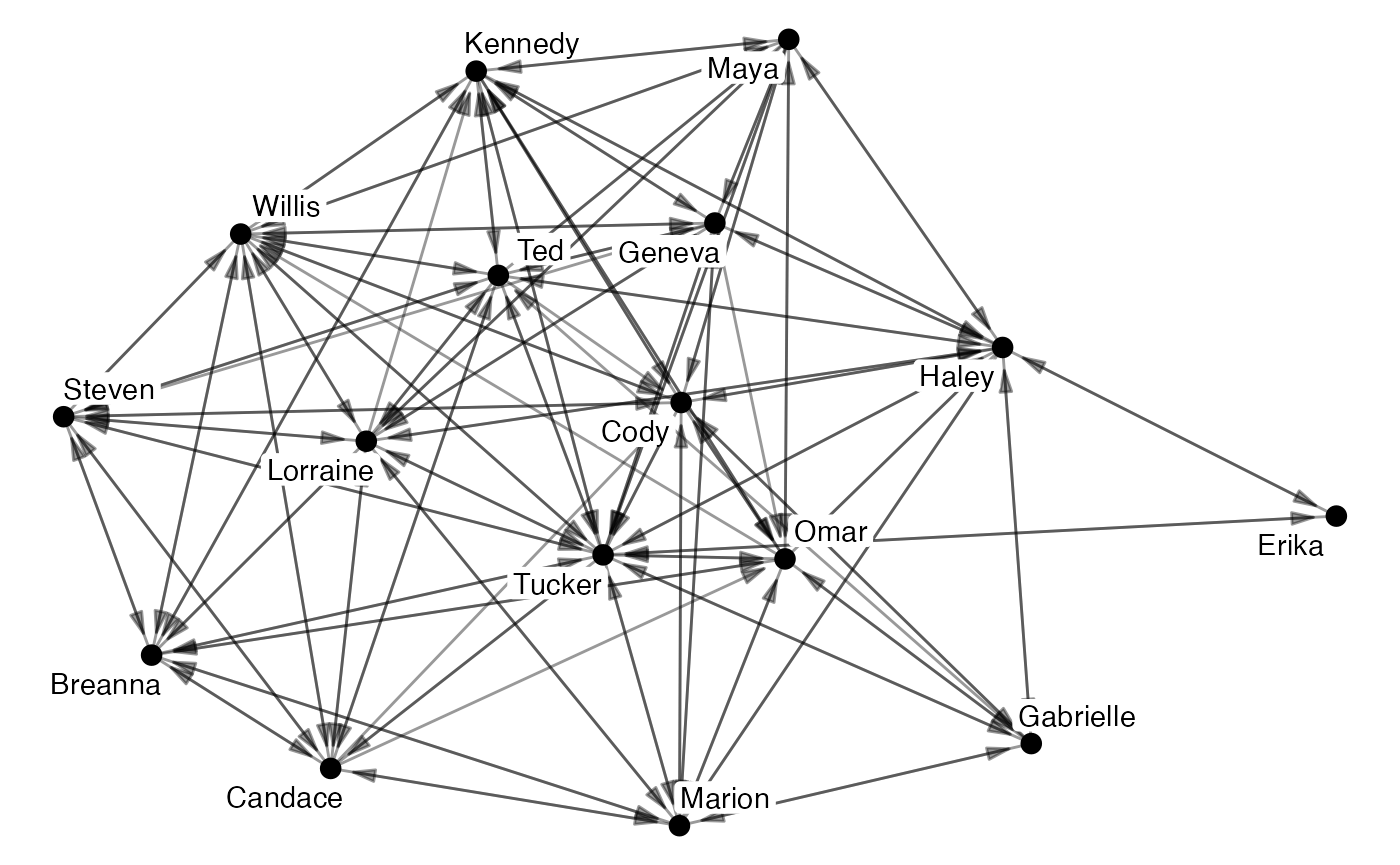 Kennedy
Maya
Willis
Ted
Geneva
Steven
Haley
Cody
Lorraine
Omar
Erika
Tucker
Breanna
Gabrielle
Candace
Marion